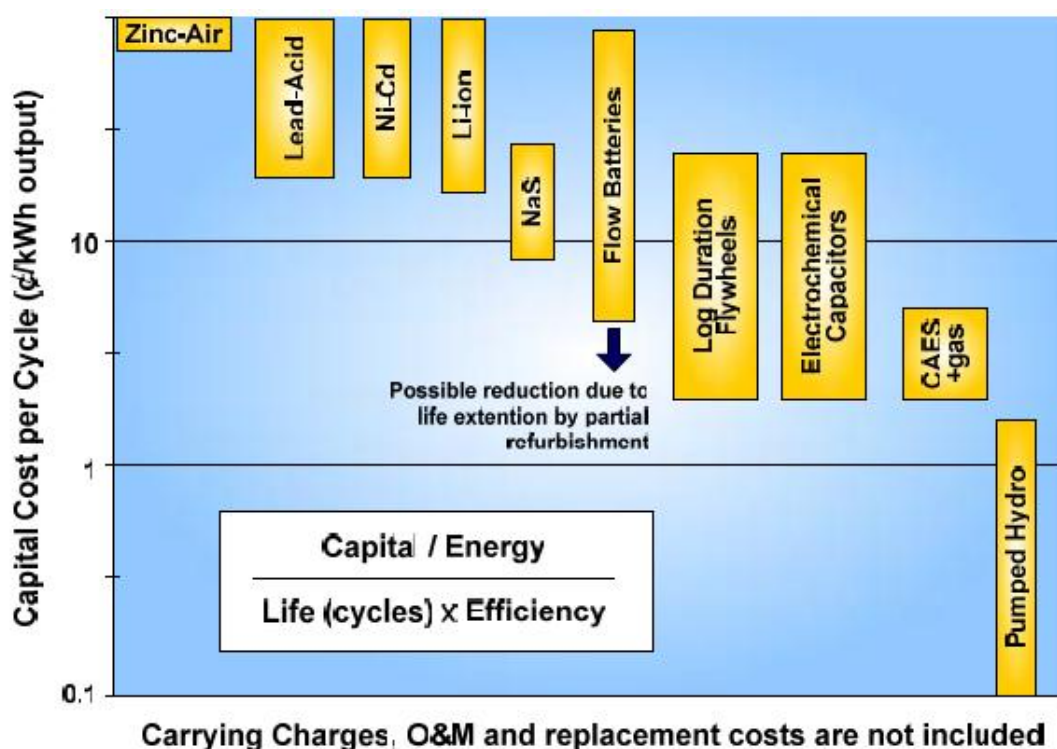 Capital Cost per Cycle (¢/kWh output)
10
1
0.1
Zinc-Air
Lead-Acid
Ni-Cd
Li-ion
NaS
Flow Batteries
Log Duration
Flywheels
Electrochemical
Capacitors
CAES
+gas
Pumped Hydro
Possible reduction due to
life extention by partial
refurbishment
Capital / Energy
Life (cycles) x Efficiency
Carrying Charges, O&M and replacement costs are not included